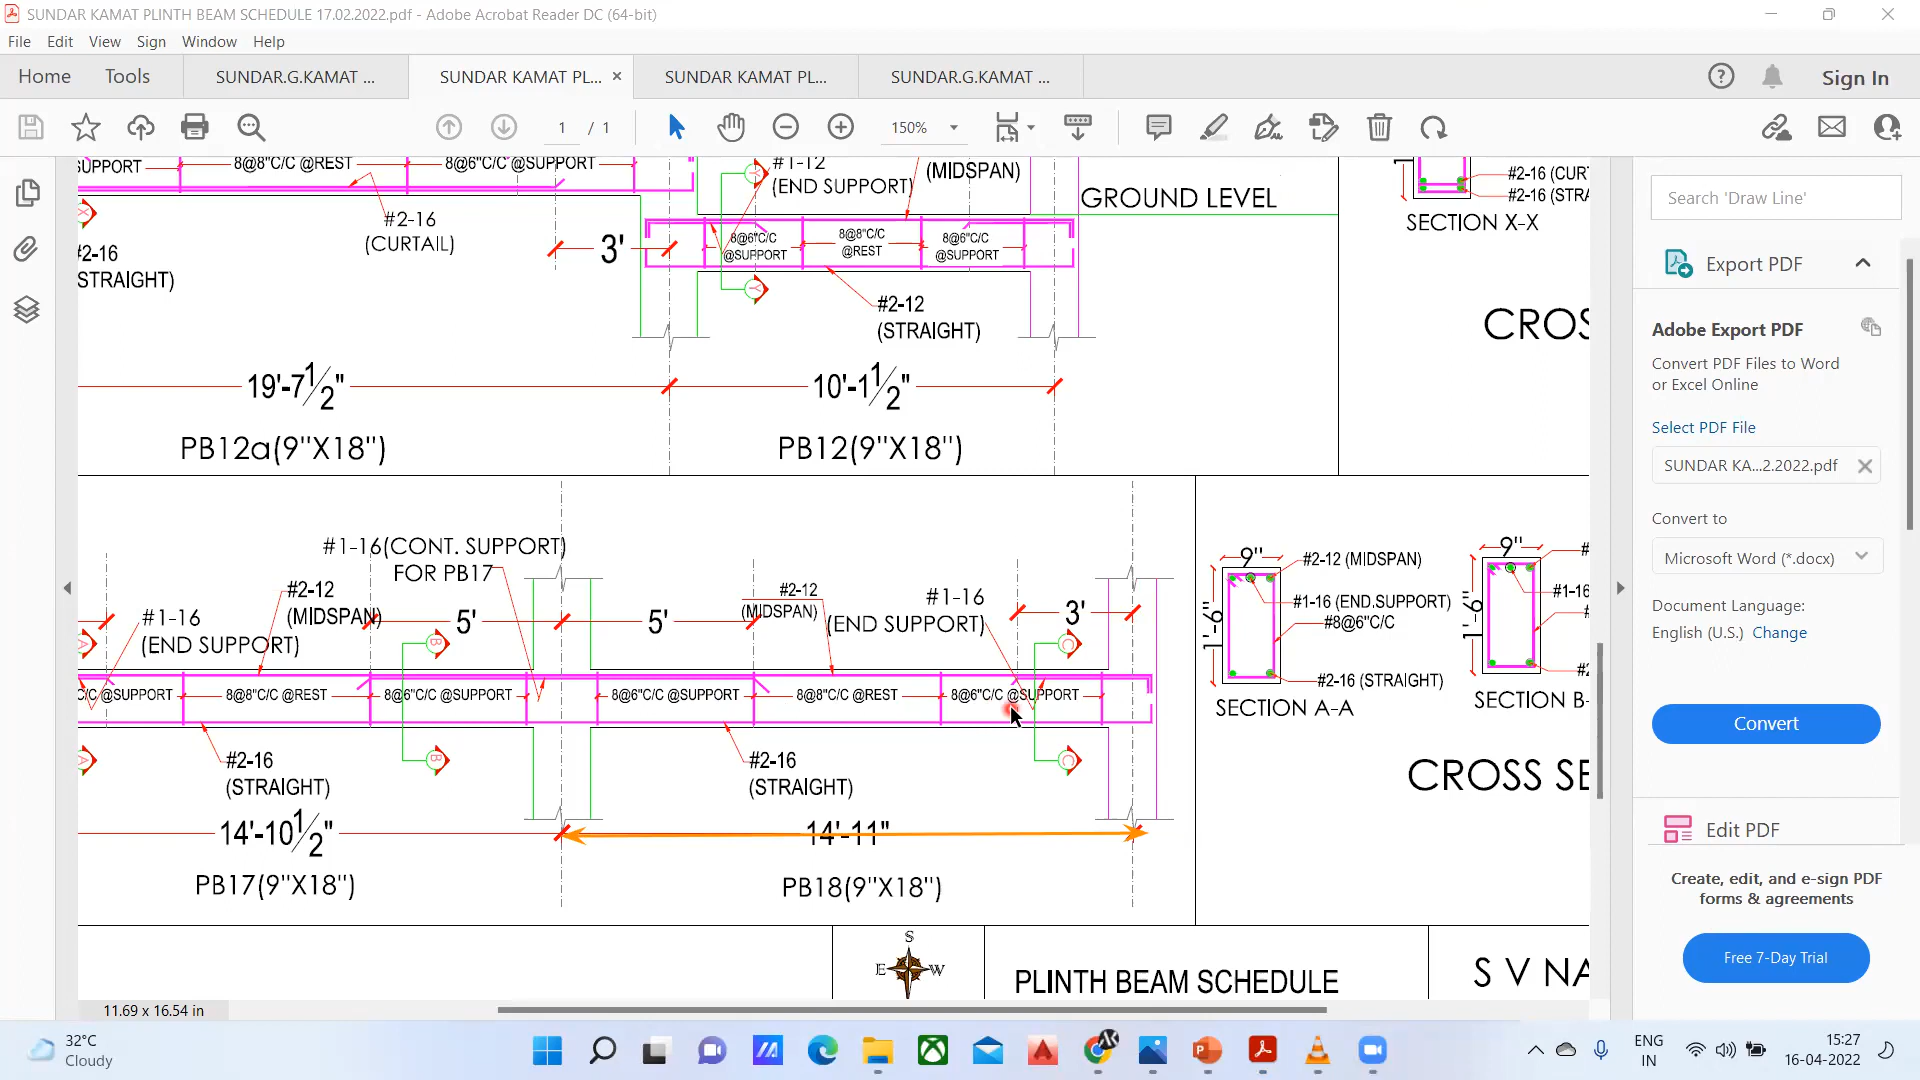 SUNDAR KAMAT PLINTH BEAM SCHEDULE 17.02.2022.pdf - Adobe Acrobat Reader DC (64-bit)
File Edit View Sign Window Help
Home Tools SUNDAR.G.KAMAT ... SUNDAR KAMAT PL... × SUNDAR KAMAT PL... SUNDAR.G.KAMAT ... Sign In
1 / 1 150%
8@8"C/C @REST 8@6"C/C @SUPPORT
#2-16
(CURTAIL)
#2-16
STRAIGHT)
3'
#1-12
(END SUPPORT)
(MIDSPAN)
GROUND LEVEL
8@6"C/C
@SUPPORT
8@8"C/C
@REST
8@6"C/C
@SUPPORT
#2-12
(STRAIGHT)
19'-7 1/2"
10'-1 1/2"
PB12a(9"X18")
PB12(9"X18")
#2-16
#2-16
SECTION X-X
#1-16(CONT. SUPPORT)
FOR PB17
#2-12
(MIDSPAN)
#1-16
(END SUPPORT)
5'
5'
#2-12
(MIDSPAN)
#1-16
(END SUPPORT)
3'
A B C
@SUPPORT 8@8"C/C @REST 8@6"C/C @SUPPORT 8@6"C/C @SUPPORT 8@8"C/C @REST 8@6"C/C @SUPPORT
A B C
#2-16
(STRAIGHT)
#2-16
(STRAIGHT)
14'-10 1/2"
14'-11"
PB17(9"X18")
PB18(9"X18")
9"
#2-12 (MIDSPAN)
#1-16 (END.SUPPORT)
#8@6"C/C
1'-6"
#2-16 (STRAIGHT)
SECTION A-A
9"
1'-6"
#1-16
SECTION B-
S
E W
PLINTH BEAM SCHEDULE
S V
11.69 x 16.54 in
Search 'Draw Line'
Export PDF
Adobe Export PDF
Convert PDF Files to Word
or Excel Online
Select PDF File
SUNDAR KA...2.2022.pdf
Convert to
Microsoft Word (*.docx)
Document Language:
English (U.S.) Change
Convert
Edit PDF
Create, edit, and e-sign PDF
forms & agreements
Free 7-Day Trial
32°C
Cloudy
ENG
IN
15:27
16-04-2022